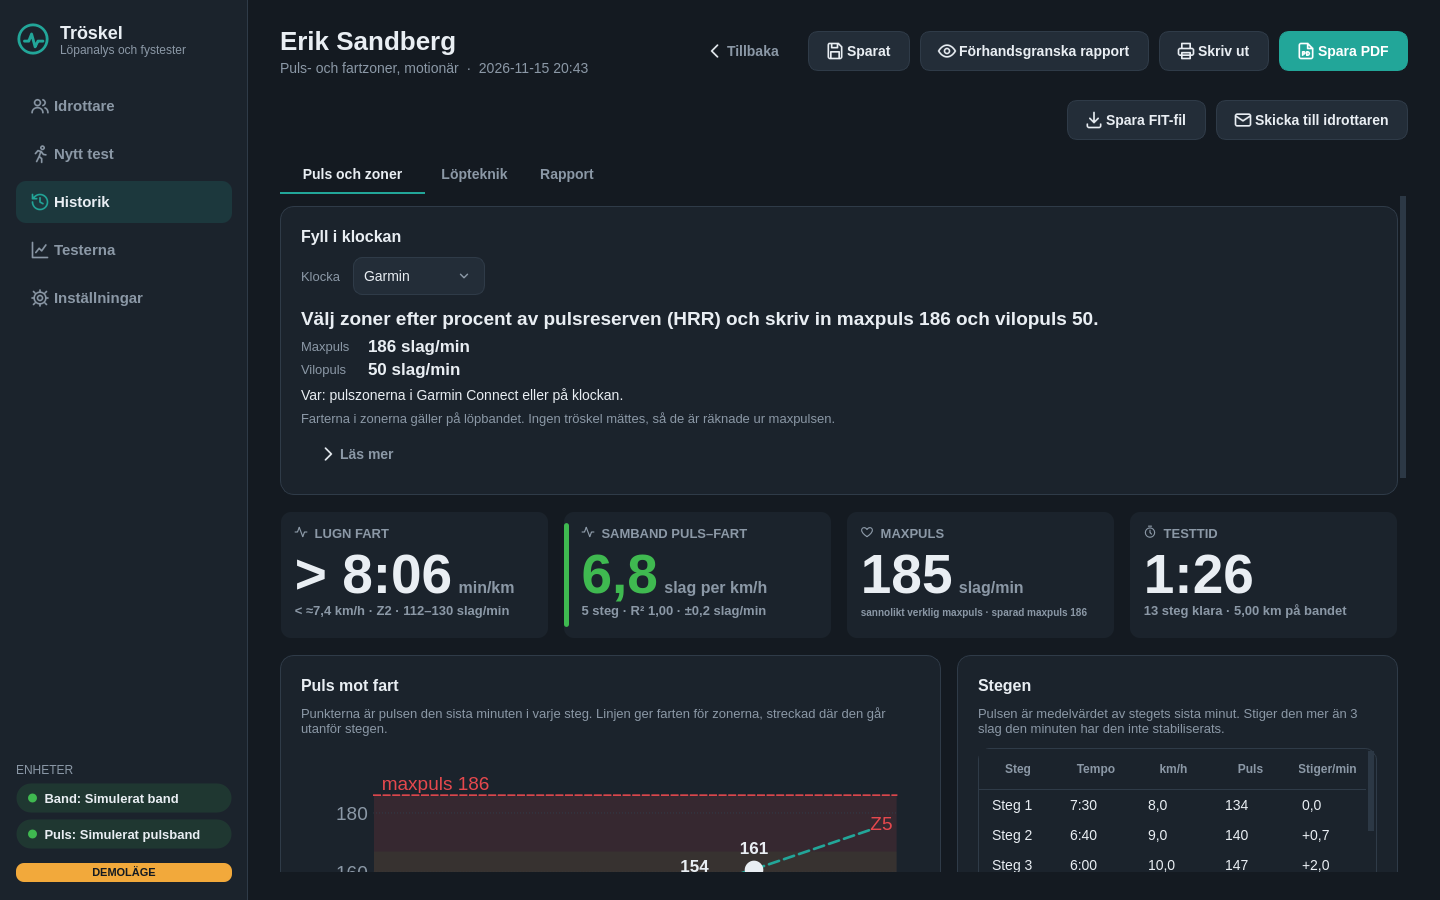 Tröskel
Löpanalys och fystester
Idrottare
Nytt test
Historik
Testerna
Inställningar
ENHETER
Band: Simulerat band
Puls: Simulerat pulsband
DEMOLÄGE
Erik Sandberg
Puls- och fartzoner, motionär · 2026-11-15 20:43
Tillbaka
Sparat
Förhandsgranska rapport
Skriv ut
Spara PDF
Spara FIT-fil
Skicka till idrottaren
Puls och zoner
Löpteknik
Rapport
Fyll i klockan
Klocka
Garmin
Välj zoner efter procent av pulsreserven (HRR) och skriv in maxpuls 186 och vilopuls 50.
Maxpuls 186 slag/min
Vilopuls 50 slag/min
Var: pulszonerna i Garmin Connect eller på klockan.
Farterna i zonerna gäller på löpbandet. Ingen tröskel mättes, så de är räknade ur maxpulsen.
Läs mer
LUGN FART
> 8:06 min/km
< ≈7,4 km/h · Z2 · 112–130 slag/min
SAMBAND PULS–FART
6,8 slag per km/h
5 steg · R² 1,00 · ±0,2 slag/min
MAXPULS
185 slag/min
sannolikt verklig maxpuls · sparad maxpuls 186
TESTTID
1:26
13 steg klara · 5,00 km på bandet
Puls mot fart
Punkterna är pulsen den sista minuten i varje steg. Linjen ger farten för zonerna, streckad där den går
utanför stegen.
maxpuls 186
180
Z5
161
154
160
Stegen
Pulsen är medelvärdet av stegets sista minut. Stiger den mer än 3
slag den minuten har den inte stabiliserats.
Steg Tempo km/h Puls Stiger/min
Steg 1 7:30 8,0 134 0,0
Steg 2 6:40 9,0 140 +0,7
Steg 3 6:00 10,0 147 +2,0